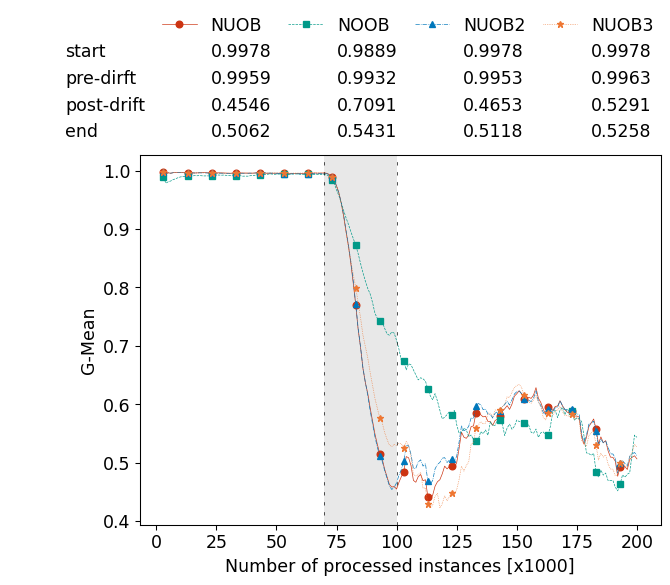 NUOB NOOB NUOB2 NUOB3
start 0.9978 0.9889 0.9978 0.9978
pre-dirft 0.9959 0.9932 0.9953 0.9963
post-drift 0.4546 0.7091 0.4653 0.5291
end 0.5062 0.5431 0.5118 0.5258
1.0
0.9
0.8
0.7
0.6
0.5
0.4
G-Mean
0 25 50 75 100 125 150 175 200
Number of processed instances [x1000]